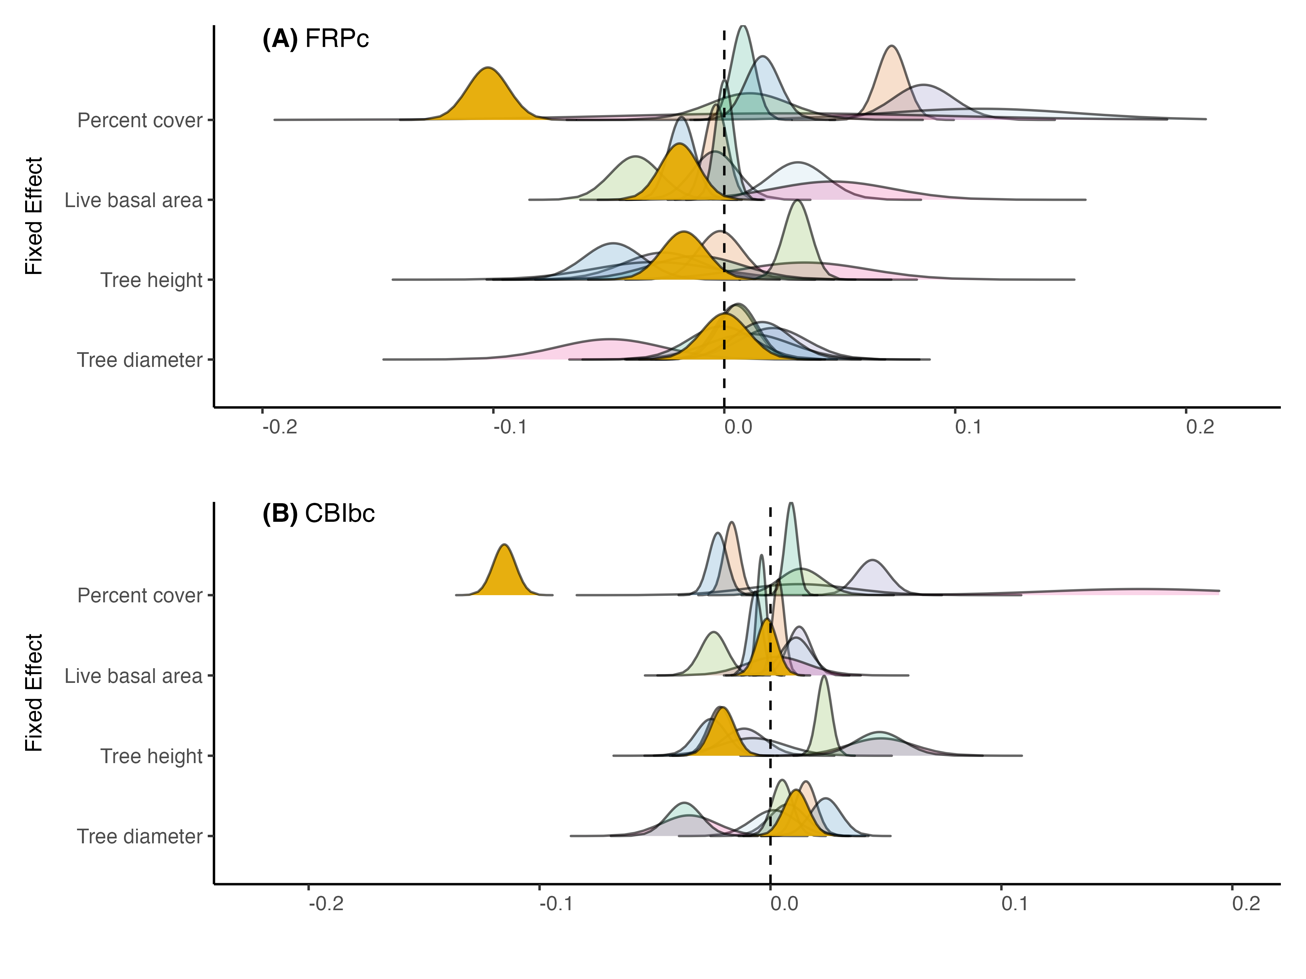 (A) FRPc
Fixed Effect
Percent cover
Live basal area
Tree height
Tree diameter
-0.2 -0.1 0.0 0.1 0.2
(B) CBIbc
Fixed Effect
Percent cover
Live basal area
Tree height
Tree diameter
-0.2 -0.1 0.0 0.1 0.2